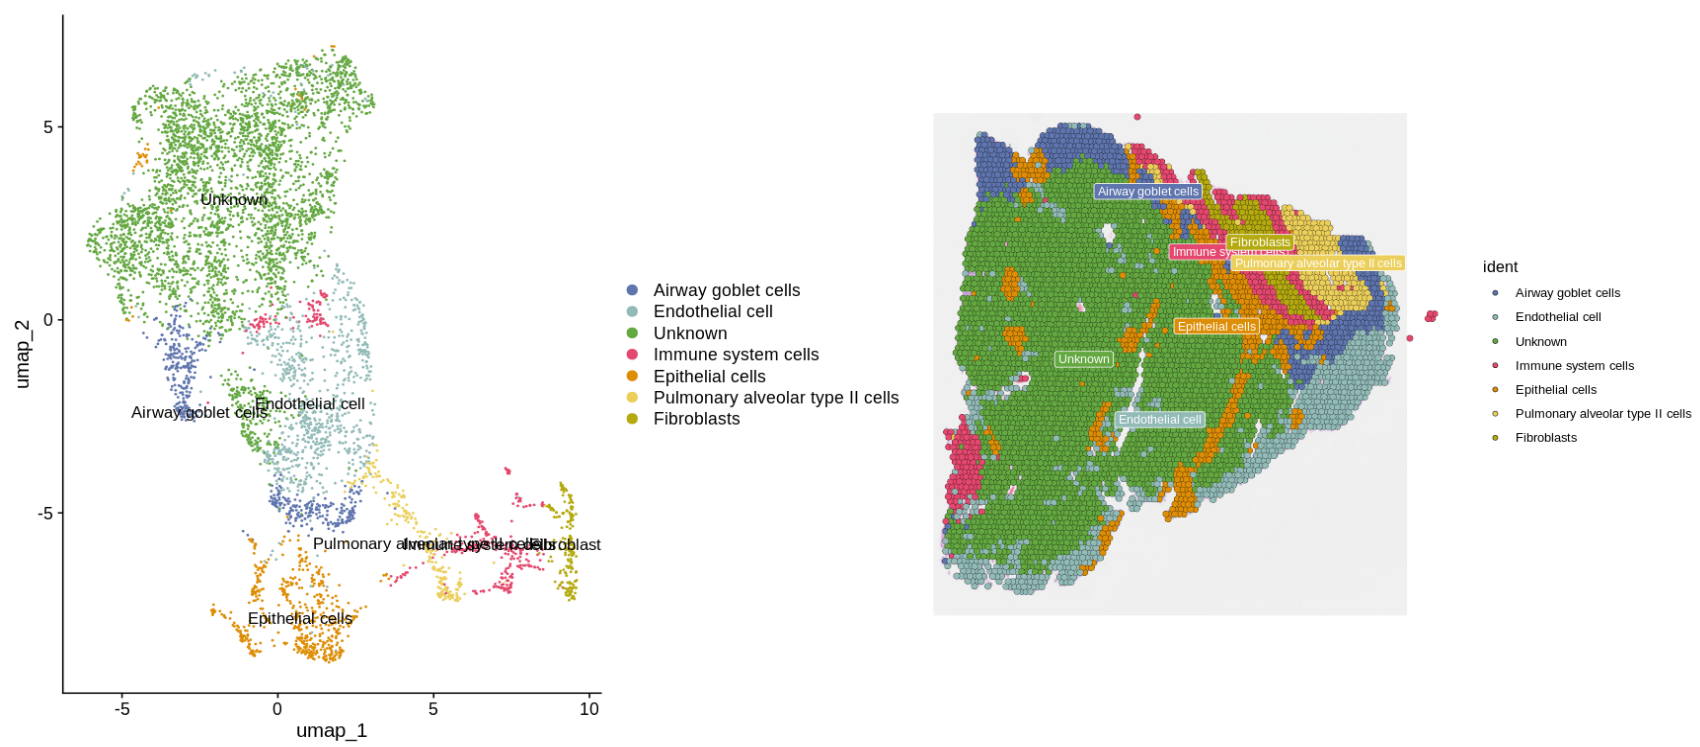 umap_2
5
0
-5
-5
0
5
10
umap_1
Unknown
Airway goblet cells
Endothelial cell
Pulmonary alveolar type II cells
Immune system cells
Fibroblast
Epithelial cells
Airway goblet cells
Endothelial cell
Unknown
Immune system cells
Epithelial cells
Pulmonary alveolar type II cells
Fibroblasts
Airway goblet cells
Fibroblasts
Immune system cells
Pulmonary alveolar type II cells
Epithelial cells
Unknown
Endothelial cell
ident
Airway goblet cells
Endothelial cell
Unknown
Immune system cells
Epithelial cells
Pulmonary alveolar type II cells
Fibroblasts